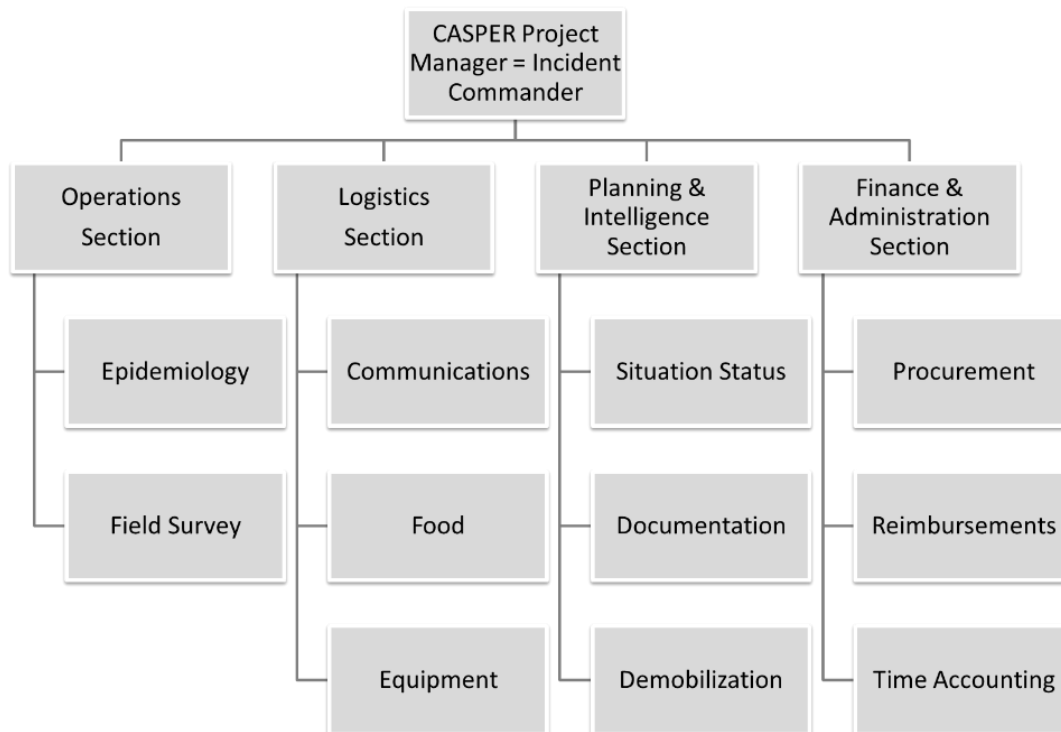 CASPER Project
Manager = Incident
Commander
Operations
Section
Logistics
Section
Planning &
Intelligence
Section
Finance &
Administration
Section
Epidemiology
Communications
Situation Status
Procurement
Field Survey
Food
Documentation
Reimbursements
Equipment
Demobilization
Time Accounting